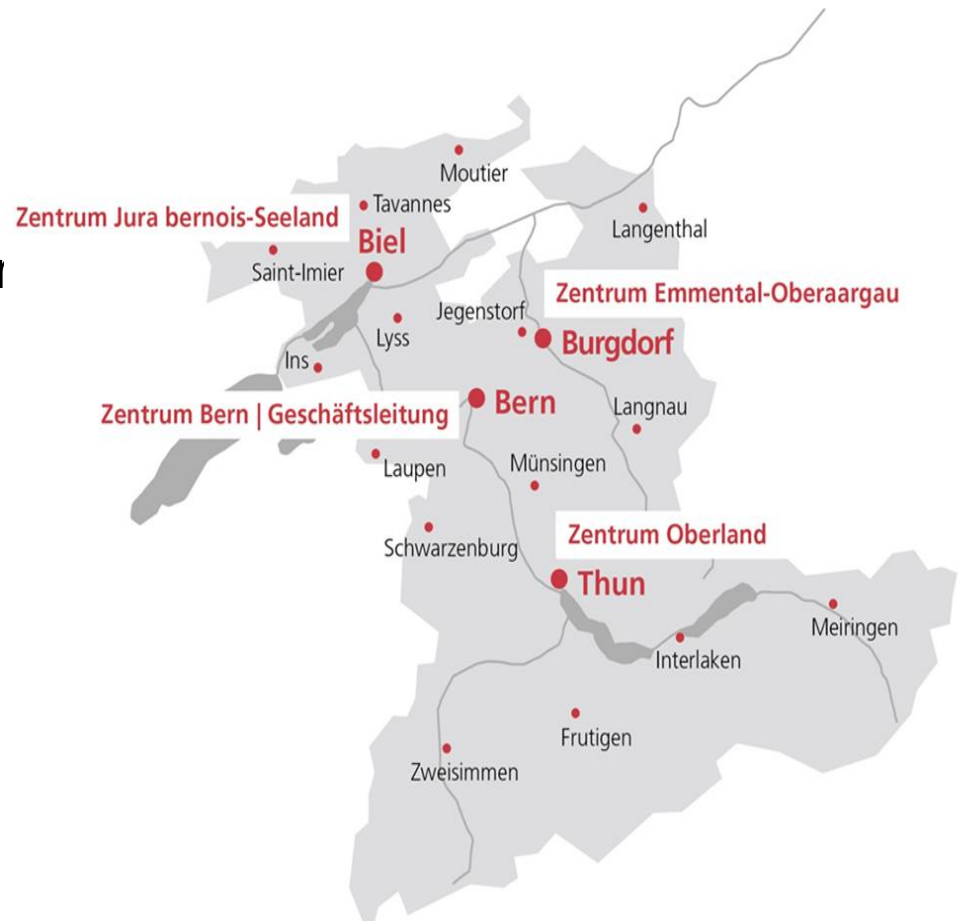 Moutier
Tavannes
Zentrum Jura bernois-Seeland
Langenthal
Biel
Saint-Imier
Zentrum Emmental-Oberaargau
Jegenstorf
Lyss
Burgdorf
Ins
Bern
Langnau
Zentrum Bern | Geschäftsleitung
Laupen
Münsingen
Zentrum Oberland
Schwarzenburg
Thun
Meiringen
Interlaken
Frutigen
Zweisimmen